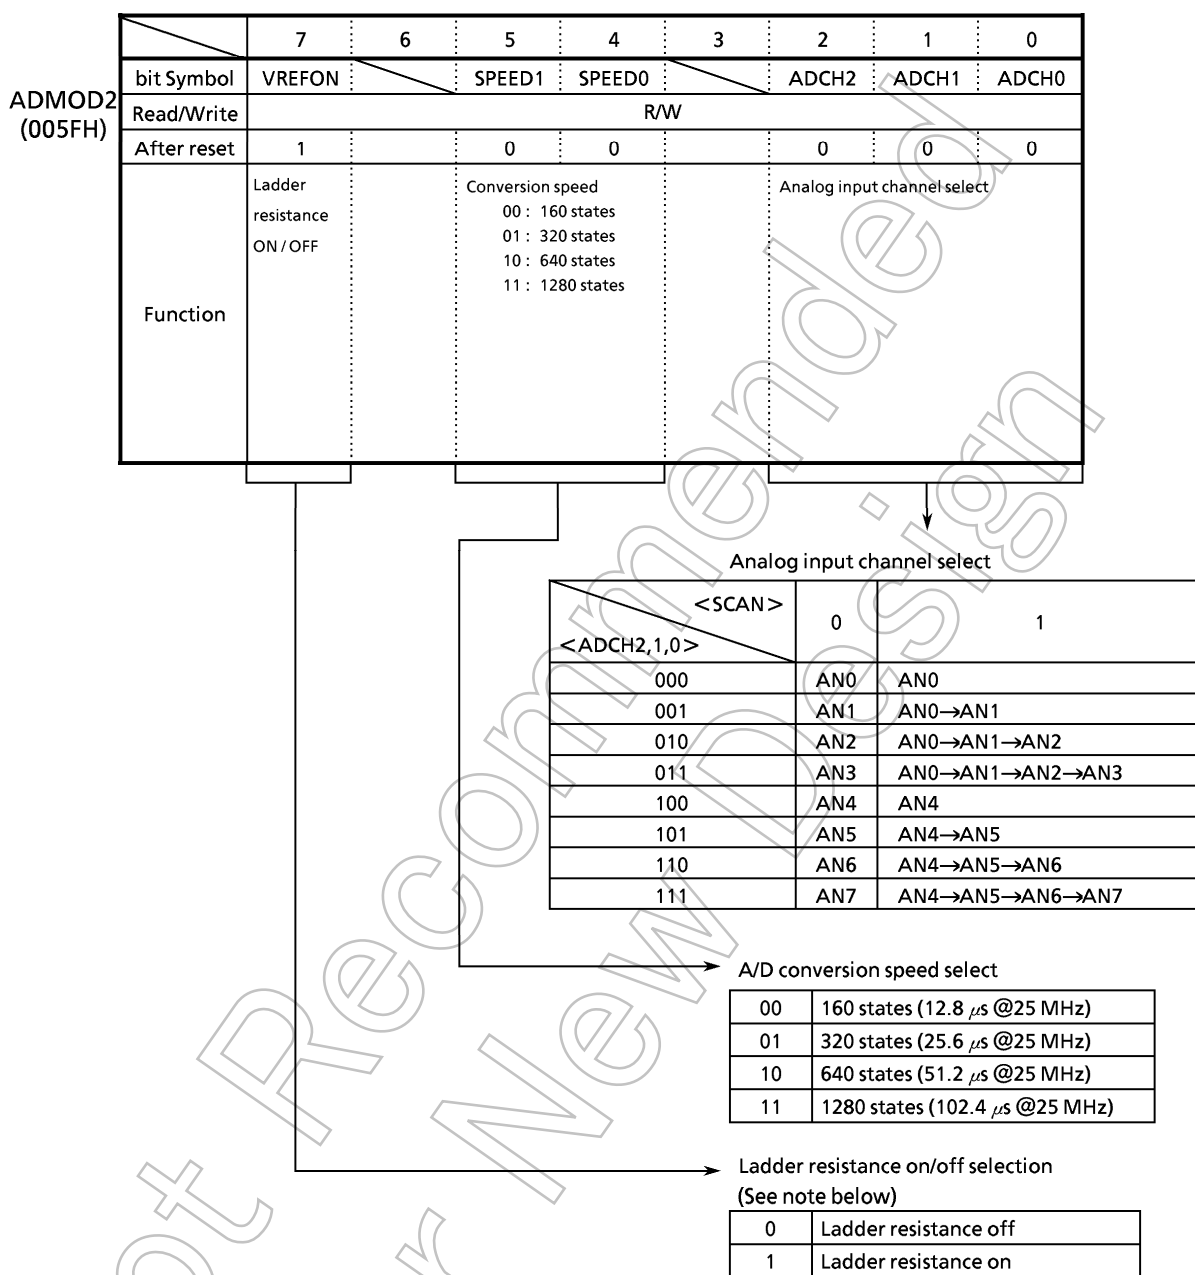 7 6 5 4 3 2 1 0
ADMOD2
(005FH)
bit Symbol VREFON SPEED1 SPEED0 ADCH2 ADCH1 ADCH0
Read/Write R/W
After reset 1 0 0 0 0 0
Function
Ladder
resistance
ON / OFF
Conversion speed
00 : 160 states
01 : 320 states
10 : 640 states
11 : 1280 states
Analog input channel select
Analog input channel select
<SCAN> 0 1
<ADCH2,1,0>
000 AN0 AN0
001 AN1 AN0→AN1
010 AN2 AN0→AN1→AN2
011 AN3 AN0→AN1→AN2→AN3
100 AN4 AN4
101 AN5 AN4→AN5
110 AN6 AN4→AN5→AN6
111 AN7 AN4→AN5→AN6→AN7
A/D conversion speed select
00 160 states (12.8 μs @25 MHz)
01 320 states (25.6 μs @25 MHz)
10 640 states (51.2 μs @25 MHz)
11 1280 states (102.4 μs @25 MHz)
Ladder resistance on/off selection
(See note below)
0 Ladder resistance off
1 Ladder resistance on
Recommended
New Design